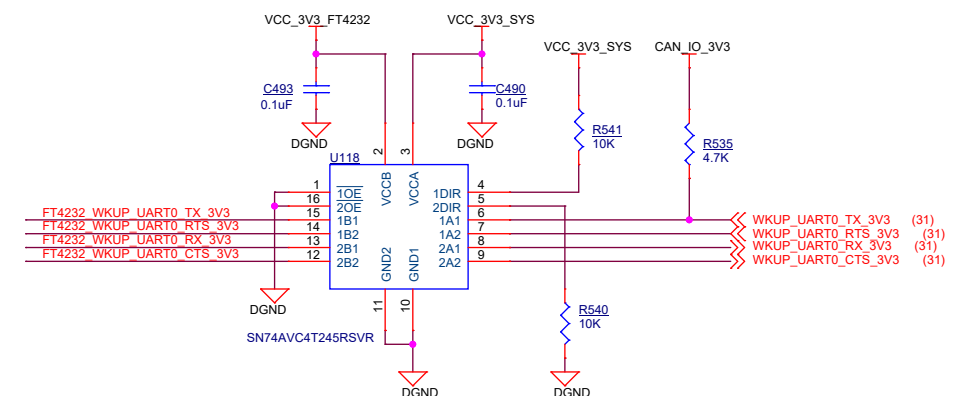 VCC_3V3_FT4232 VCC_3V3_SYS
VCC_3V3_SYS CAN_IO_3V3
C493
0.1uF
C490
0.1uF
R541
10K
R535
4.7K
DGND DGND
U118
2 3
VCCB VCCA
1 1OE 1DIR 4
16 2OE 2DIR 5
FT4232_WKUP_UART0_TX_3V3 15 1B1 1A1 6 WKUP_UART0_TX_3V3 (31)
FT4232_WKUP_UART0_RTS_3V3 14 1B2 1A2 7 WKUP_UART0_RTS_3V3 (31)
FT4232_WKUP_UART0_RX_3V3 13 2B1 2A1 8 WKUP_UART0_RX_3V3 (31)
FT4232_WKUP_UART0_CTS_3V3 12 2B2 2A2 9 WKUP_UART0_CTS_3V3 (31)
GND2 GND1
11 10
DGND
R540
10K
SN74AVC4T245RSVR
DGND DGND